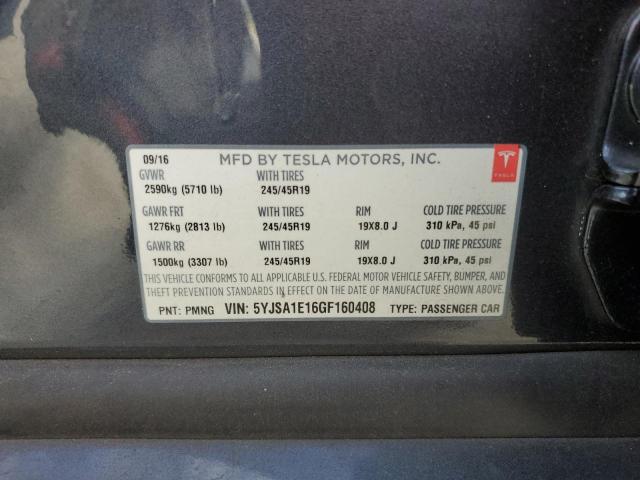 09/16 MFD BY TESLA MOTORS, INC.
GVWR WITH TIRES
2590kg (5710 lb) 245/45R19
TESLA
GAWR FRT WITH TIRES RIM COLD TIRE PRESSURE
1276kg (2813 lb) 245/45R19 19X8.0 J 310 kPa, 45 psi
GAWR RR WITH TIRES RIM COLD TIRE PRESSURE
1500kg (3307 lb) 245/45R19 19X8.0 J 310 kPa, 45 psi
THIS VEHICLE CONFORMS TO ALL APPLICABLE U.S. FEDERAL MOTOR VEHICLE SAFETY, BUMPER, AND
THEFT PREVENTION STANDARDS IN EFFECT ON THE DATE OF MANUFACTURE SHOWN ABOVE.
PNT: PMNG VIN: 5YJSA1E16GF160408 TYPE: PASSENGER CAR